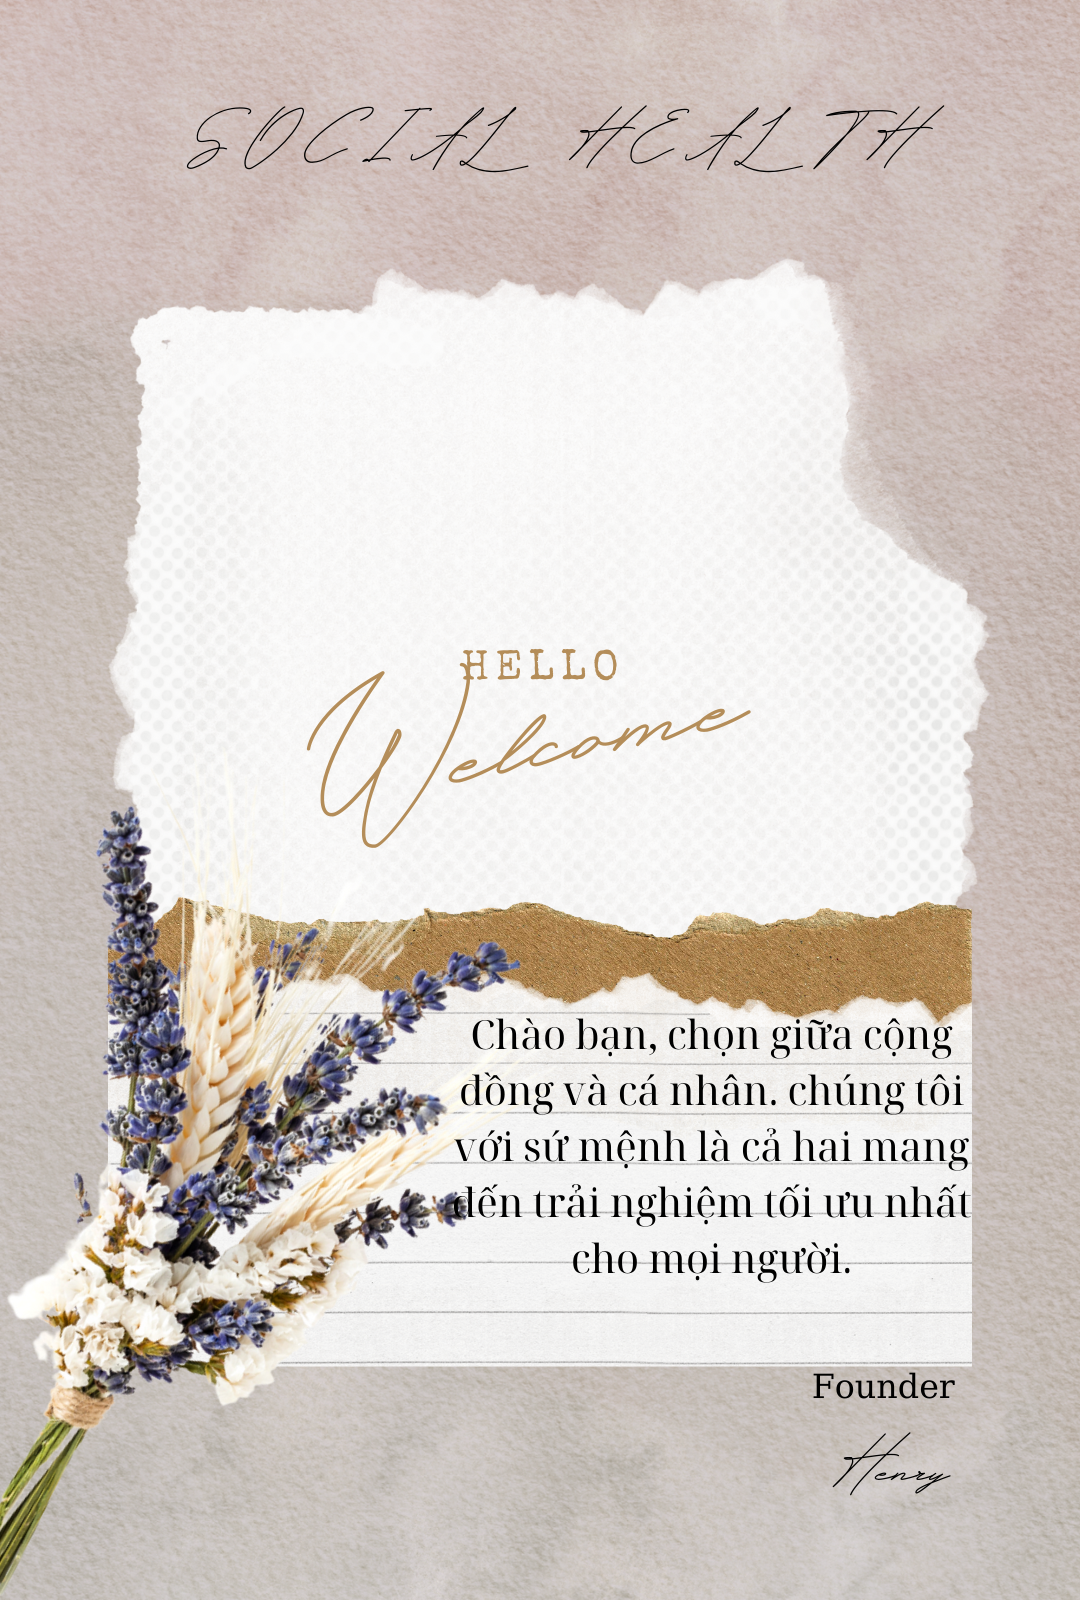 SOCIAL HEALTH
HELLO
Welcome
Chào bạn, chọn giữa cộng
đồng và cá nhân. chúng tôi
với sứ mệnh là cả hai mang
đến trải nghiệm tối ưu nhất
cho mọi người.
Founder
Henry